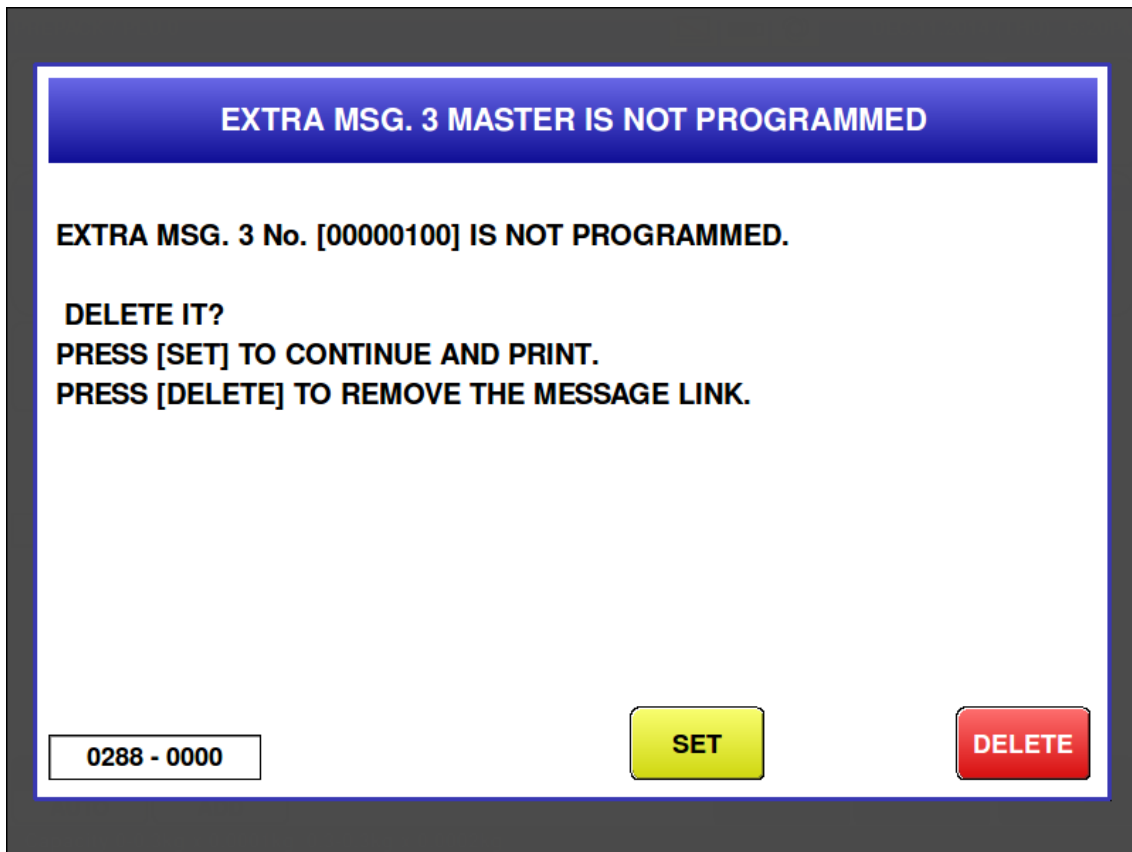 EXTRA MSG. 3 MASTER IS NOT PROGRAMMED
EXTRA MSG. 3 No. [00000100] IS NOT PROGRAMMED.
DELETE IT?
PRESS [SET] TO CONTINUE AND PRINT.
PRESS [DELETE] TO REMOVE THE MESSAGE LINK.
0288 - 0000
SET
DELETE